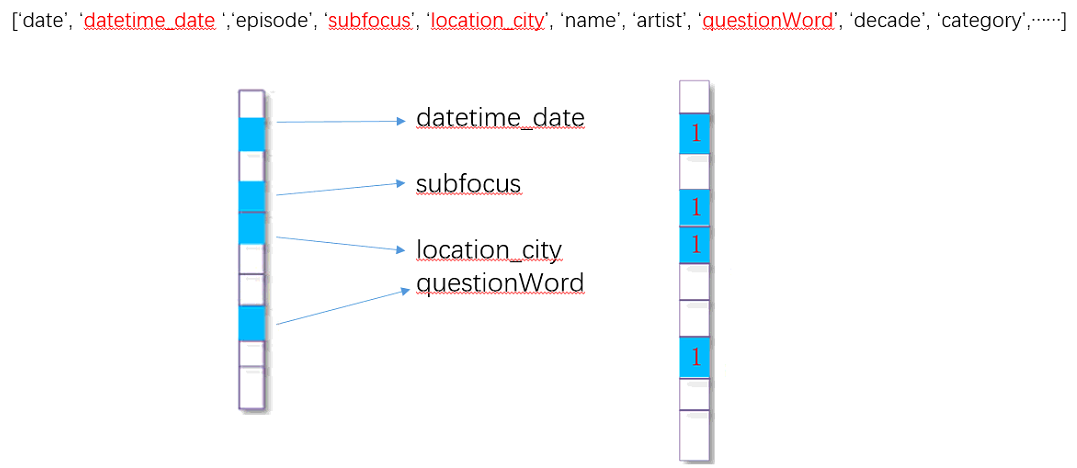 [‘date’, ‘datetime_date ‘,‘episode’, ‘subfocus’, ‘location_city’, ‘name’, ‘artist’, ‘questionWord’, ‘decade’, ‘category’,……]
datetime_date
1
subfocus
1
location_city
1
questionWord
1